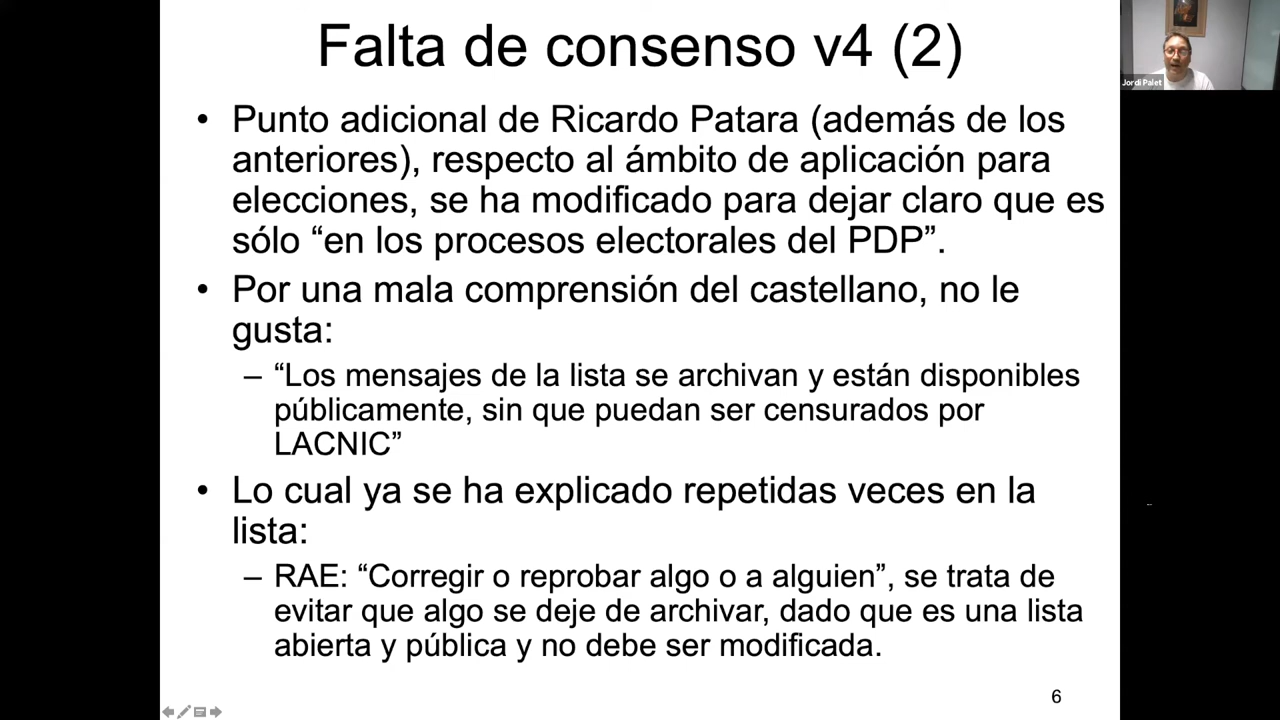 Falta de consenso v4 (2)
Jordi Palet
• Punto adicional de Ricardo Patara (además de los
anteriores), respecto al ámbito de aplicación para
elecciones, se ha modificado para dejar claro que es
sólo “en los procesos electorales del PDP”.
• Por una mala comprensión del castellano, no le
gusta:
– “Los mensajes de la lista se archivan y están disponibles
públicamente, sin que puedan ser censurados por
LACNIC”
• Lo cual ya se ha explicado repetidas veces en la
lista:
– RAE: “Corregir o reprobar algo o a alguien”, se trata de
evitar que algo se deje de archivar, dado que es una lista
abierta y pública y no debe ser modificada.
6